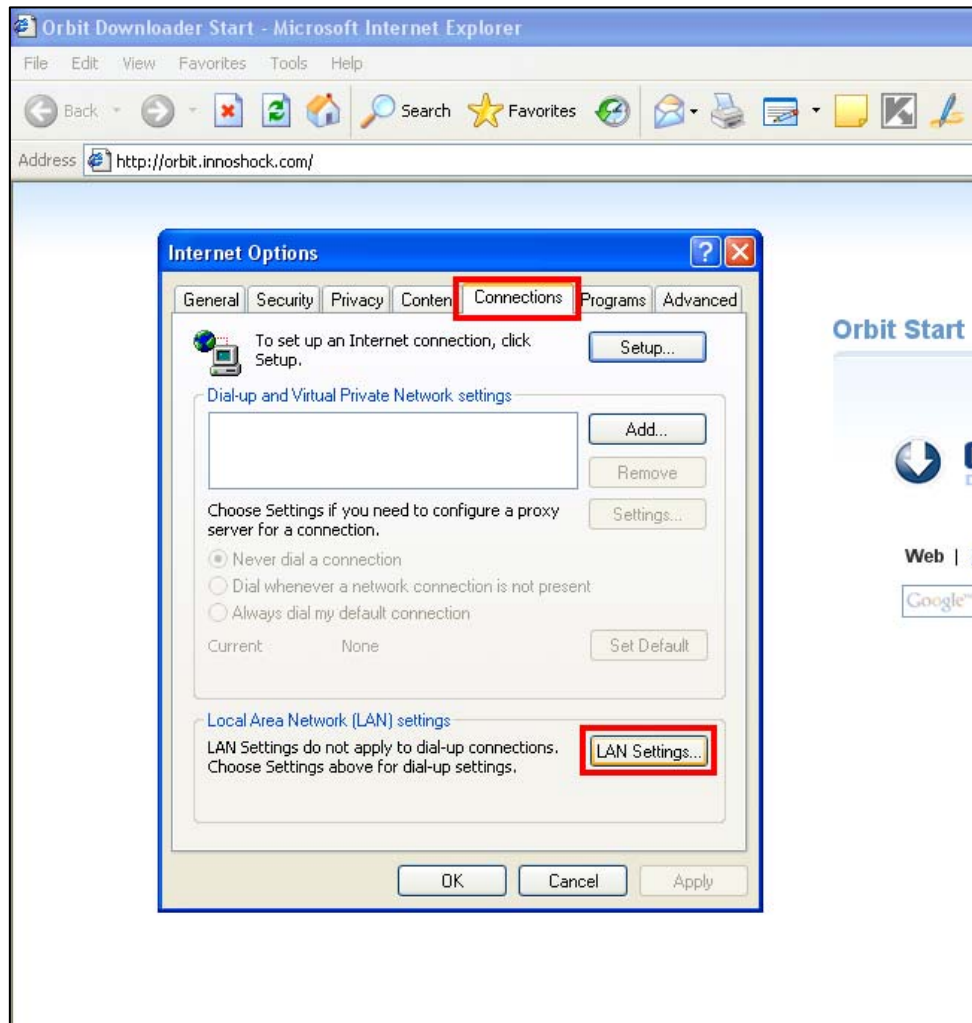 Orbit Downloader Start - Microsoft Internet Explorer
File Edit View Favorites Tools Help
Back Search Favorites
Address http://orbit.innoshock.com/
Internet Options
General Security Privacy Conten Connections Programs Advanced
To set up an Internet connection, click
Setup.
Setup...
Dial-up and Virtual Private Network settings
Add...
Remove
Choose Settings if you need to configure a proxy
server for a connection.
Settings...
Never dial a connection
Dial whenever a network connection is not present
Always dial my default connection
Current None
Set Default
Local Area Network (LAN) settings
LAN Settings do not apply to dial-up connections.
Choose Settings above for dial-up settings.
LAN Settings...
OK Cancel Apply
Orbit Start
Web |
Google™